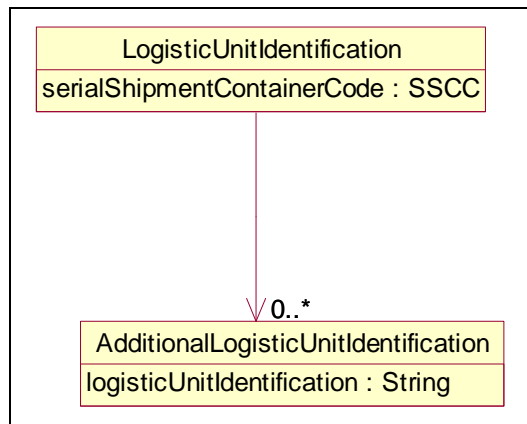 LogisticUnitIdentification
serialShipmentContainerCode : SSCC
0..*
AdditionalLogisticUnitIdentification
logisticUnitIdentification : String